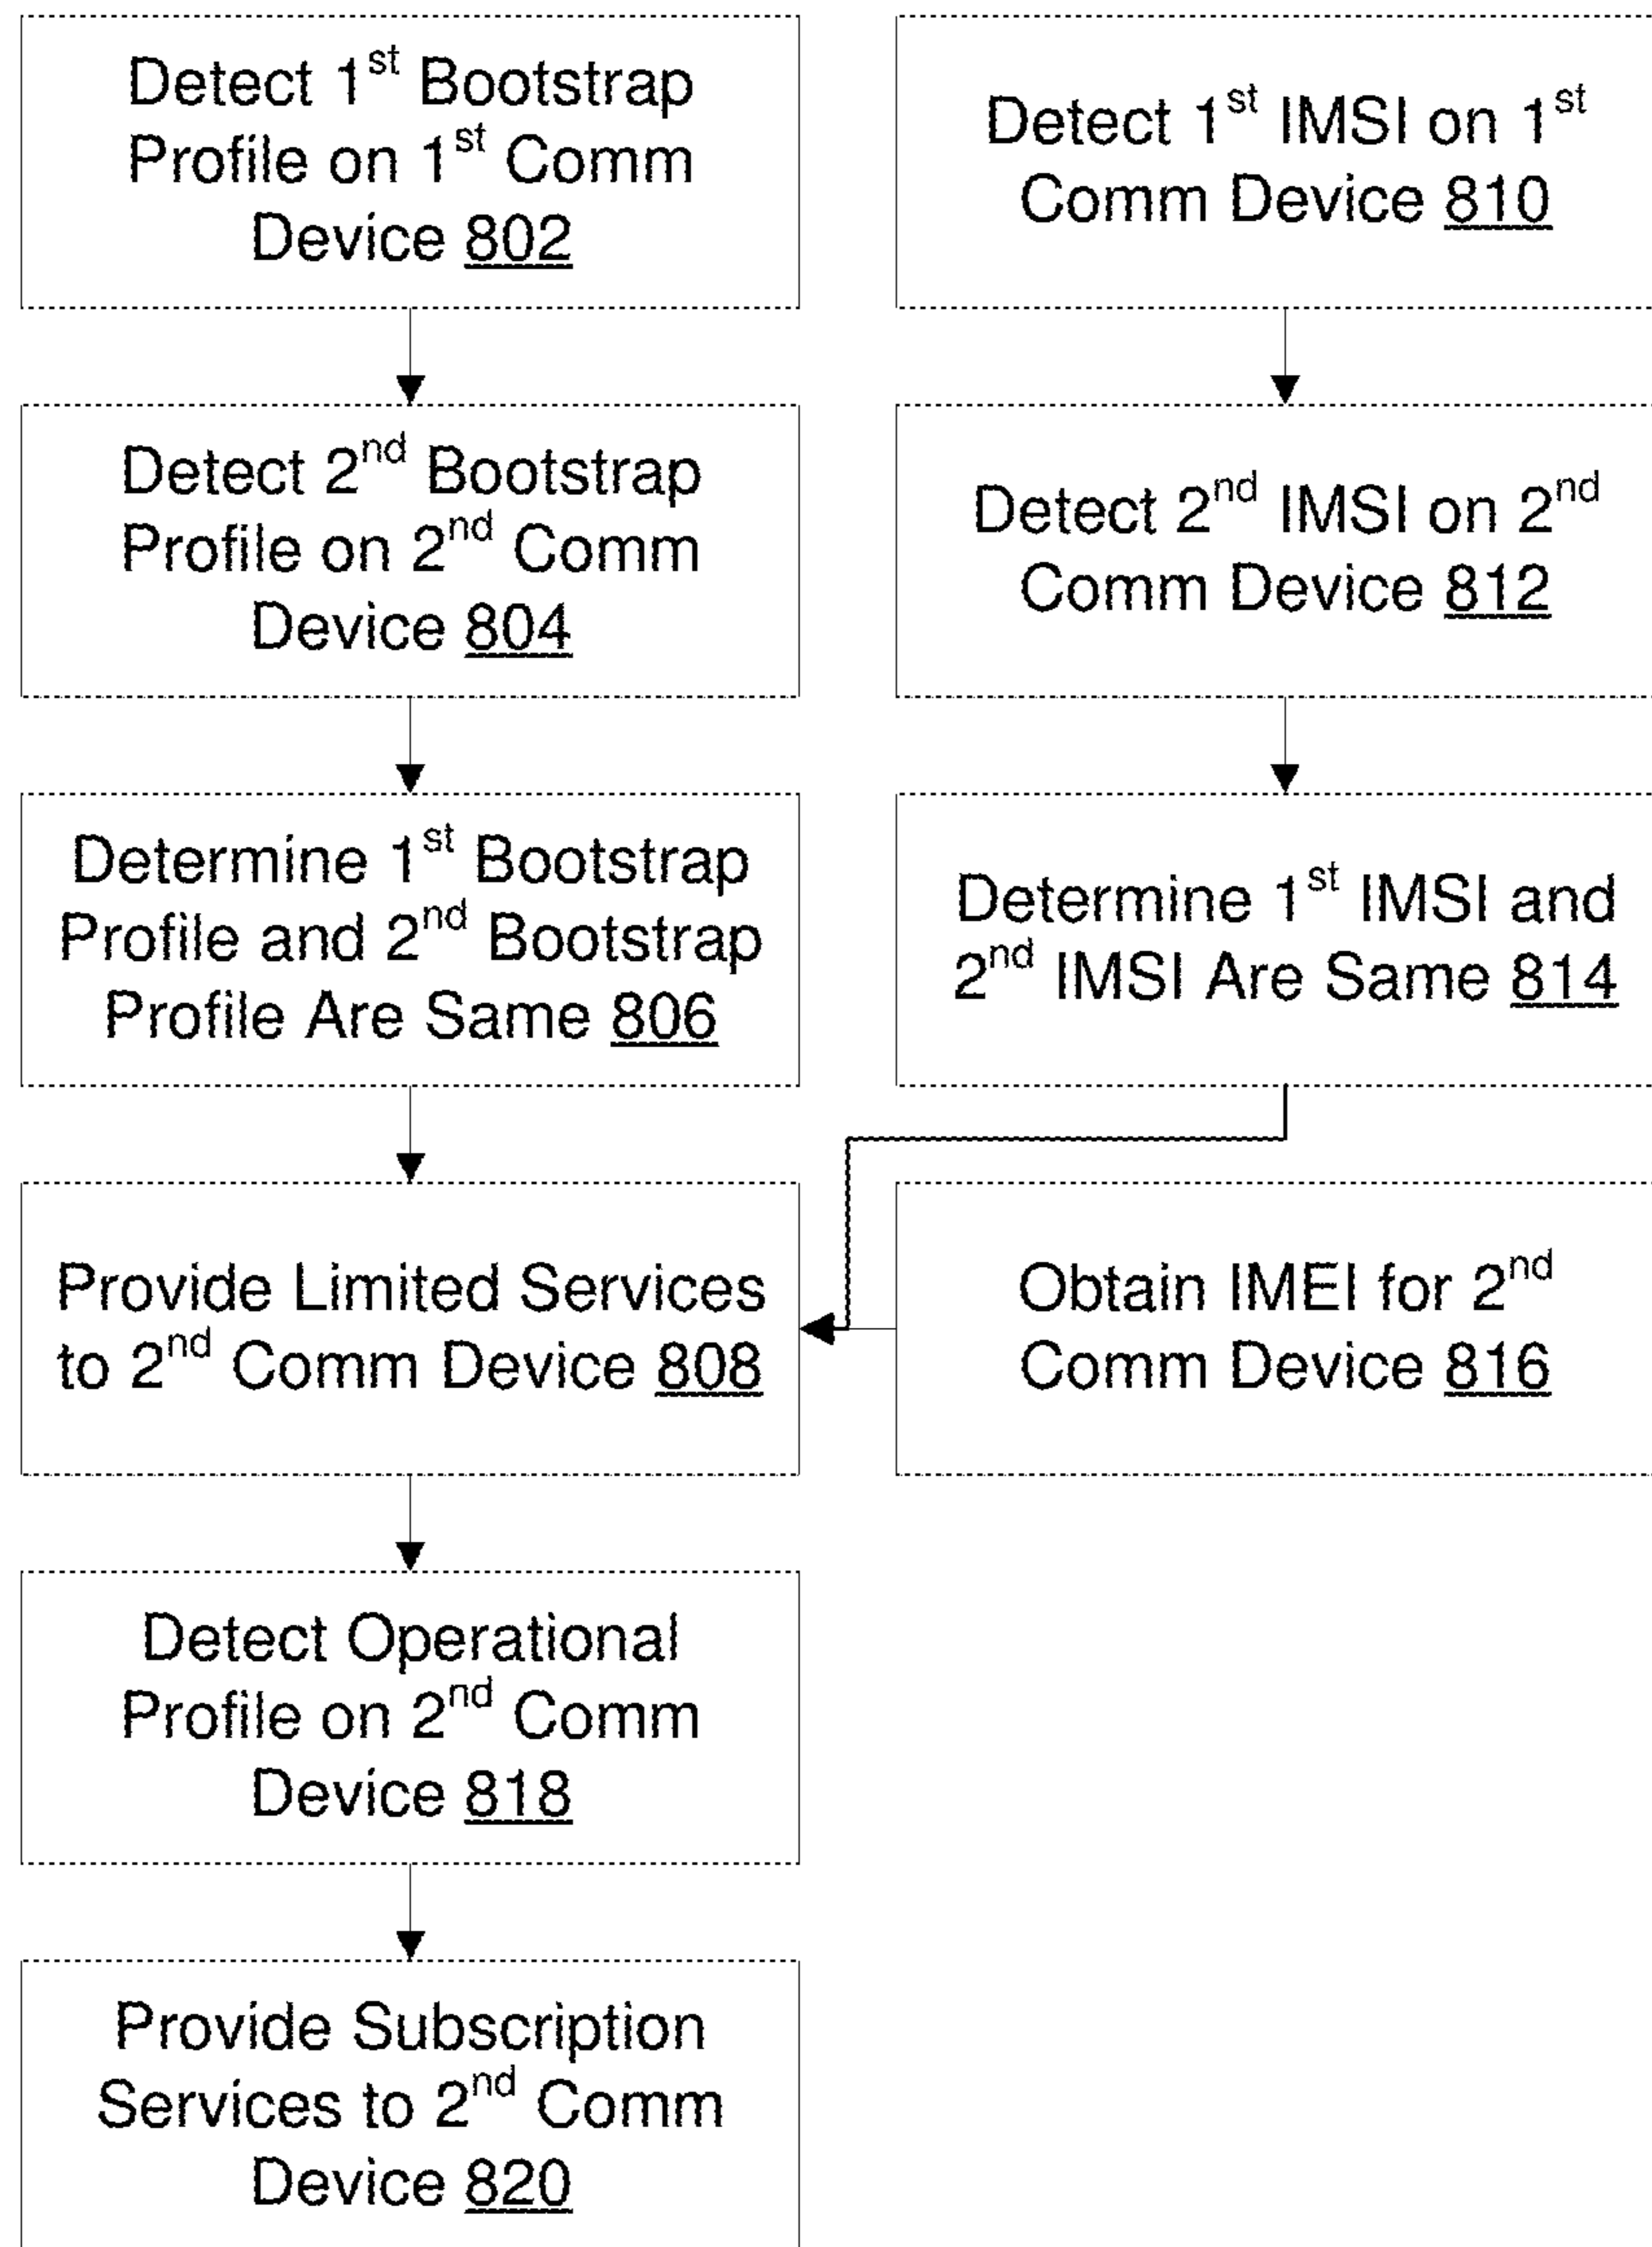 Detect 1st Bootstrap
Profile on 1st Comm
Device 802
Detect 2nd Bootstrap
Profile on 2nd Comm
Device 804
Determine 1st Bootstrap
Profile and 2nd Bootstrap
Profile Are Same 806
Provide Limited Services
to 2nd Comm Device 808
Detect Operational
Profile on 2nd Comm
Device 818
Provide Subscription
Services to 2nd Comm
Device 820
Detect 1st IMSI on 1st
Comm Device 810
Detect 2nd IMSI on 2nd
Comm Device 812
Determine 1st IMSI and
2nd IMSI Are Same 814
Obtain IMEI for 2nd
Comm Device 816